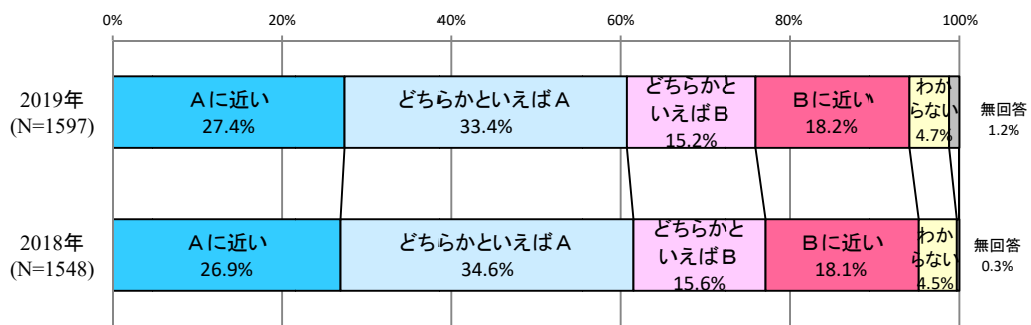 0% 20% 40% 60% 80% 100%
2019年
(N=1597)
Aに近い
27.4%
どちらかといえばA
33.4%
どちらかと
いえばB
15.2%
Bに近い
18.2%
わか
らない
4.7%
無回答
1.2%
2018年
(N=1548)
Aに近い
26.9%
どちらかといえばA
34.6%
どちらかと
いえばB
15.6%
Bに近い
18.1%
わか
らない
4.5%
無回答
0.3%